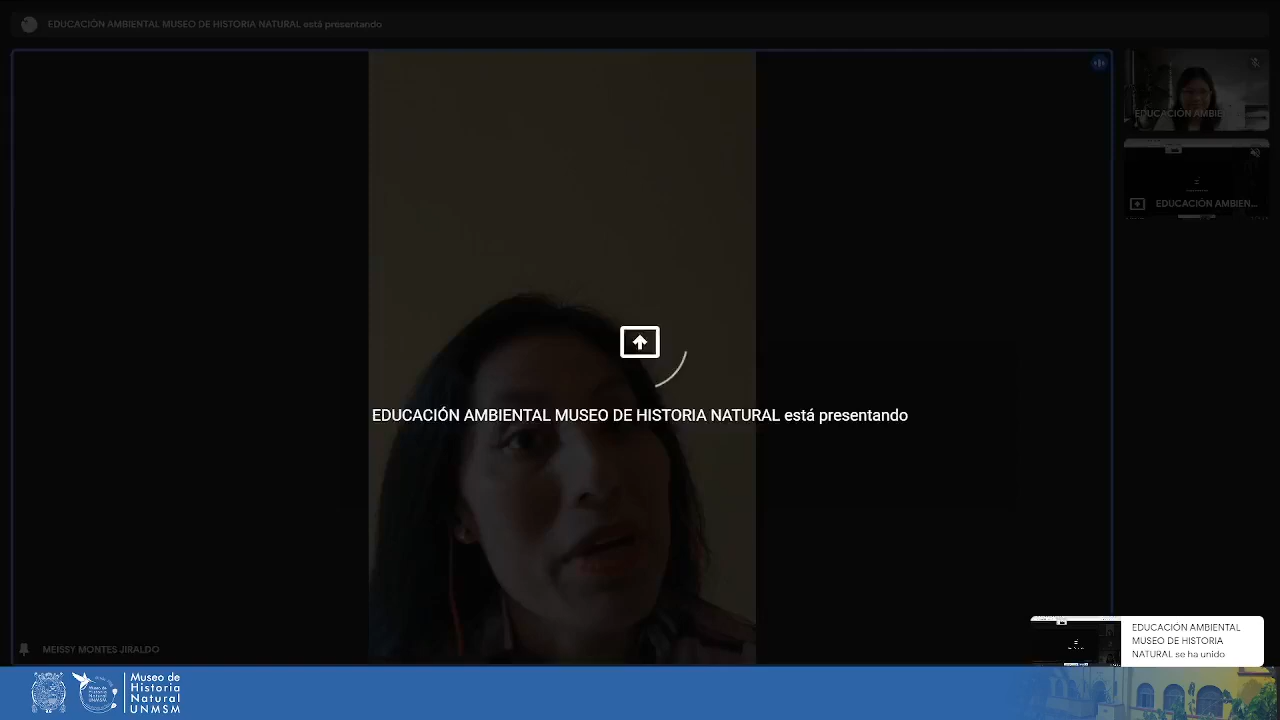 EDUCACIÓN AMBIENTAL MUSEO DE HISTORIA NATURAL está presentando
EDUCACIÓN AMBIE
EDUCACIÓN AMBIEN...
EDUCACIÓN AMBIENTAL MUSEO DE HISTORIA NATURAL está presentando
MEISSY MONTES JIRALDO
EDUCACIÓN AMBIENTAL
MUSEO DE HISTORIA
NATURAL se ha unido
Museo de
Historia
Natural
UNMSM